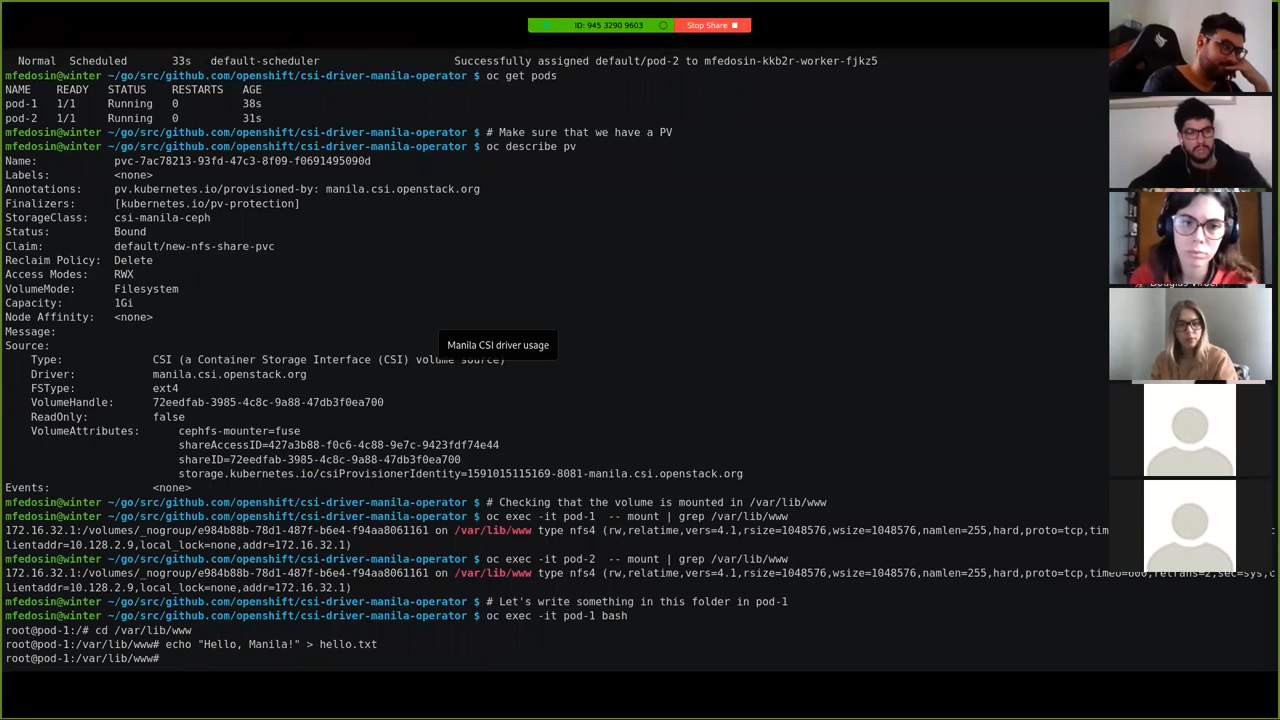 ID: 945 3290 9603 Stop Share
Normal Scheduled 33s default-scheduler Successfully assigned default/pod-2 to mfedosin-kkb2r-worker-fjkz5
mfedosin@winter ~/go/src/github.com/openshift/csi-driver-manila-operator $ oc get pods
NAME READY STATUS RESTARTS AGE
pod-1 1/1 Running 0 38s
pod-2 1/1 Running 0 31s
mfedosin@winter ~/go/src/github.com/openshift/csi-driver-manila-operator $ # Make sure that we have a PV
mfedosin@winter ~/go/src/github.com/openshift/csi-driver-manila-operator $ oc describe pv
Name: pvc-7ac78213-93fd-47c3-8f09-f0691495090d
Labels: <none>
Annotations: pv.kubernetes.io/provisioned-by: manila.csi.openstack.org
Finalizers: [kubernetes.io/pv-protection]
StorageClass: csi-manila-ceph
Status: Bound
Claim: default/new-nfs-share-pvc
Reclaim Policy: Delete
Access Modes: RWX
VolumeMode: Filesystem
Capacity: 1Gi
Node Affinity: <none>
Message:
Source:
Manila CSI driver usage
Type: CSI (a Container Storage Interface (CSI) volume source)
Driver: manila.csi.openstack.org
FSType: ext4
VolumeHandle: 72eedfab-3985-4c8c-9a88-47db3f0ea700
ReadOnly: false
VolumeAttributes: cephfs-mounter=fuse
shareAccessID=427a3b88-f0c6-4c88-9e7c-9423fdf74e44
shareID=72eedfab-3985-4c8c-9a88-47db3f0ea700
storage.kubernetes.io/csiProvisionerIdentity=1591015115169-8081-manila.csi.openstack.org
Events: <none>
mfedosin@winter ~/go/src/github.com/openshift/csi-driver-manila-operator $ # Checking that the volume is mounted in /var/lib/www
mfedosin@winter ~/go/src/github.com/openshift/csi-driver-manila-operator $ oc exec -it pod-1 -- mount | grep /var/lib/www
172.16.32.1:/volumes/_nogroup/e984b88b-78d1-487f-b6e4-f94aa8061161 on /var/lib/www type nfs4 (rw,relatime,vers=4.1,rsize=1048576,wsize=1048576,namlen=255,hard,proto=tcp,
lientaddr=10.128.2.9,local_lock=none,addr=172.16.32.1)
mfedosin@winter ~/go/src/github.com/openshift/csi-driver-manila-operator $ oc exec -it pod-2 -- mount | grep /var/lib/www
172.16.32.1:/volumes/_nogroup/e984b88b-78d1-487f-b6e4-f94aa8061161 on /var/lib/www type nfs4 (rw,relatime,vers=4.1,rsize=1048576,wsize=1048576,namlen=255,hard,proto=tcp,timeo=600,retrans=2,sec=sys,c
lientaddr=10.128.2.9,local_lock=none,addr=172.16.32.1)
mfedosin@winter ~/go/src/github.com/openshift/csi-driver-manila-operator $ # Let's write something in this folder in pod-1
mfedosin@winter ~/go/src/github.com/openshift/csi-driver-manila-operator $ oc exec -it pod-1 bash
root@pod-1:/# cd /var/lib/www
root@pod-1:/var/lib/www# echo "Hello, Manila!" > hello.txt
root@pod-1:/var/lib/www#